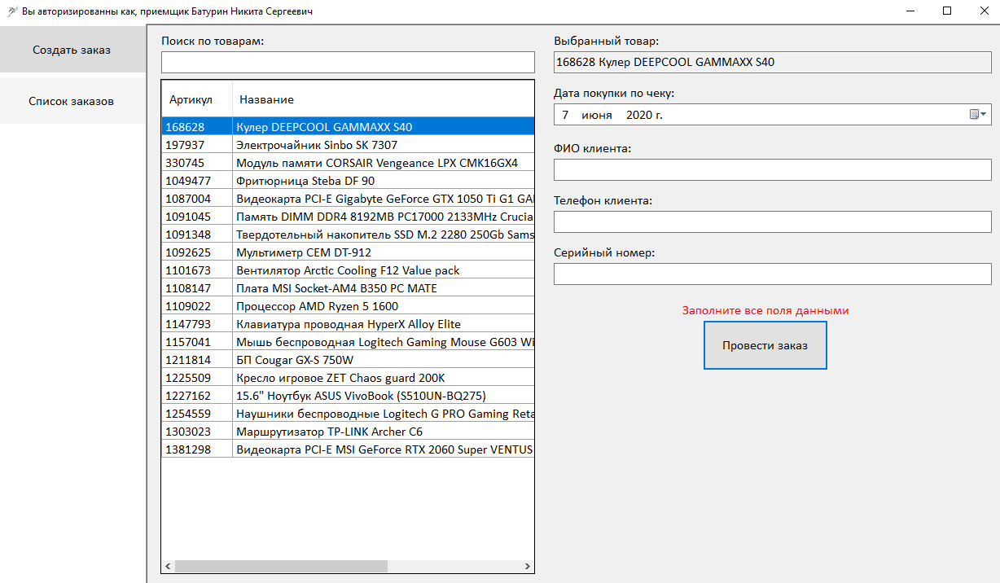 Вы авторизированны как, приемщик Батурин Никита Сергеевич
Создать заказ
Список заказов
Поиск по товарам:
Артикул Название
168628 Кулер DEEPCOOL GAMMAXX S40
197937 Электрочайник Sinbo SK 7307
330745 Модуль памяти CORSAIR Vengeance LPX CMK16GX4
1049477 Фритюрница Steba DF 90
1087004 Видеокарта PCI-E Gigabyte GeForce GTX 1050 Ti G1 GAI
1091045 Память DIMM DDR4 8192MB PC17000 2133MHz Crucia
1091348 Твердотельный накопитель SSD M.2 2280 250Gb Sams
1092625 Мультиметр CEM DT-912
1101673 Вентилятор Arctic Cooling F12 Value pack
1108147 Плата MSI Socket-AM4 B350 PC MATE
1109022 Процессор AMD Ryzen 5 1600
1147793 Клавиатура проводная HyperX Alloy Elite
1157041 Мышь беспроводная Logitech Gaming Mouse G603 Wi
1211814 БП Cougar GX-S 750W
1225509 Кресло игровое ZET Chaos guard 200K
1227162 15.6" Ноутбук ASUS VivoBook (S510UN-BQ275)
1254559 Наушники беспроводные Logitech G PRO Gaming Reta
1303023 Маршрутизатор TP-LINK Archer C6
1381298 Видеокарта PCI-E MSI GeForce RTX 2060 Super VENTUS
Выбранный товар:
168628 Кулер DEEPCOOL GAMMAXX S40
Дата покупки по чеку:
7 июня 2020 г.
ФИО клиента:
Телефон клиента:
Серийный номер:
Заполните все поля данными
Провести заказ